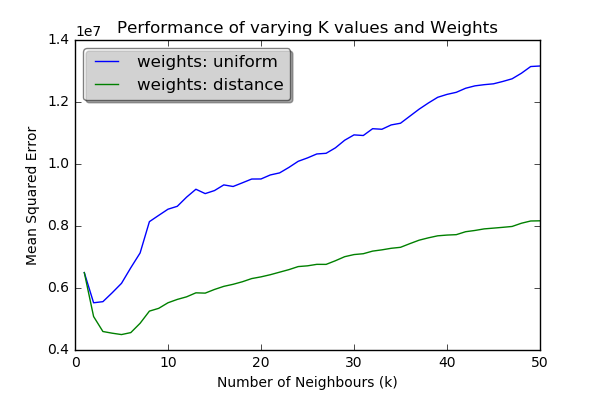 Performance of varying K values and Weights
1e7
1.4
1.2
1.0
0.8
0.6
0.4
Mean Squared Error
weights: uniform
weights: distance
0 10 20 30 40 50
Number of Neighbours (k)